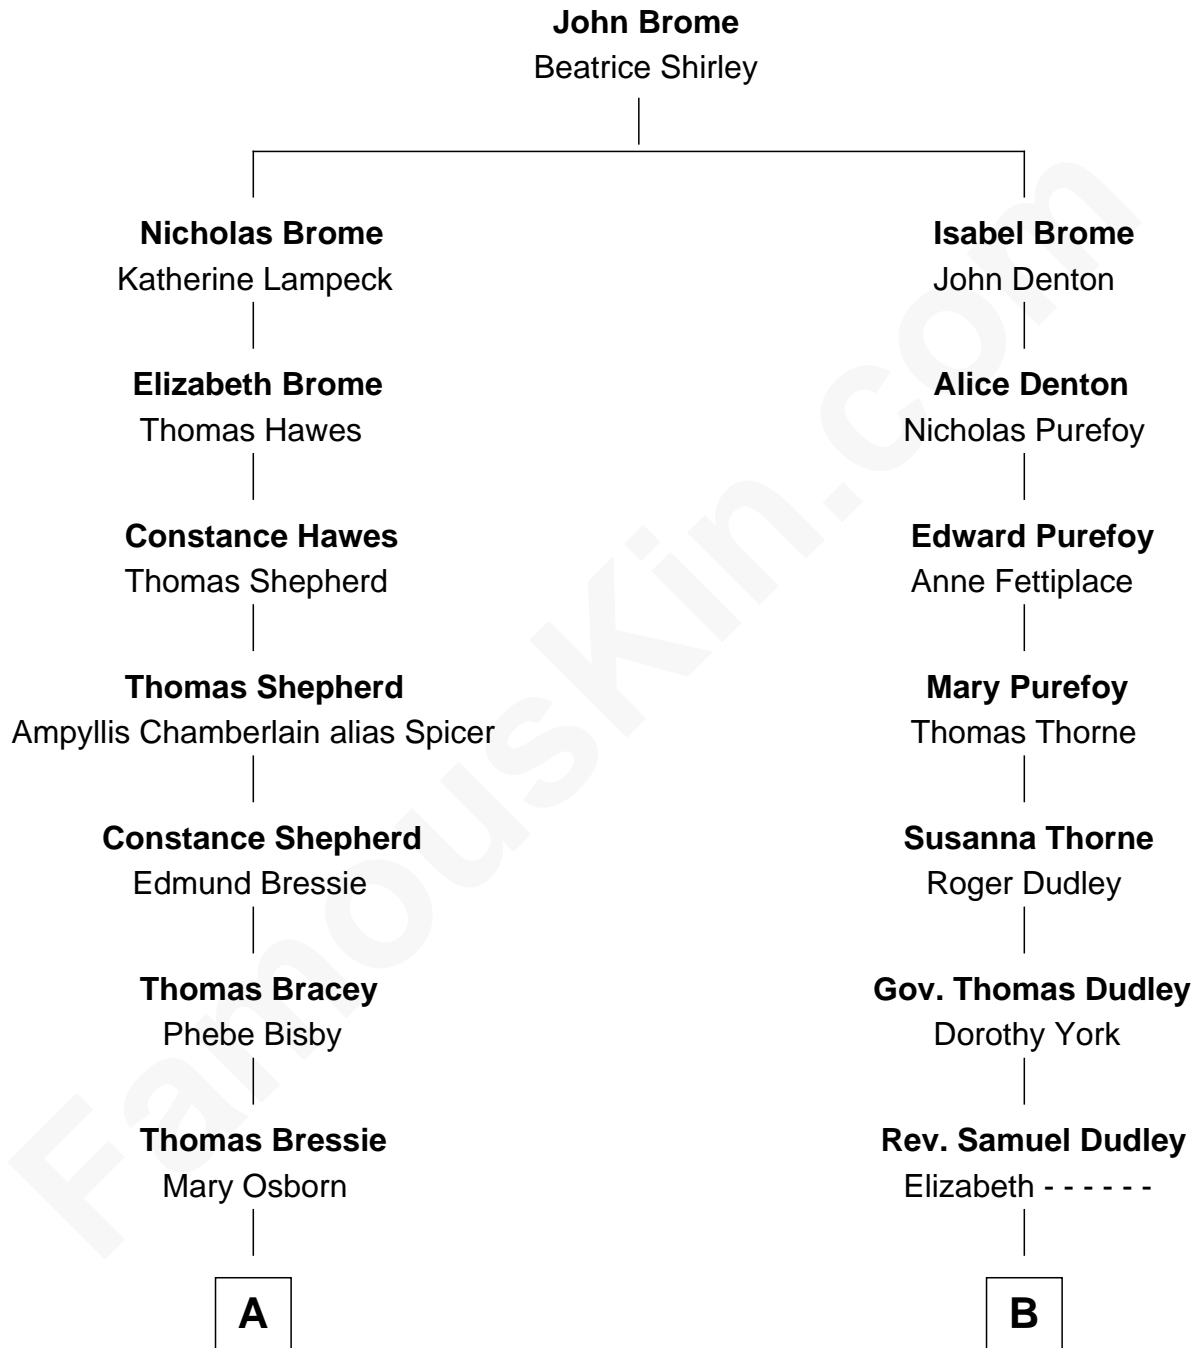 John Brome
Beatrice Shirley
Nicholas Brome
Katherine Lampeck
Elizabeth Brome
Thomas Hawes
Constance Hawes
Thomas Shepherd
Thomas Shepherd
Ampyllis Chamberlain alias Spicer
Constance Shepherd
Edmund Bressie
Thomas Bracey
Phebe Bisby
Thomas Bressie
Mary Osborn
A
Isabel Brome
John Denton
Alice Denton
Nicholas Purefoy
Edward Purefoy
Anne Fettiplace
Mary Purefoy
Thomas Thorne
Susanna Thorne
Roger Dudley
Gov. Thomas Dudley
Dorothy York
Rev. Samuel Dudley
Elizabeth - - - - - -
B
FamousKin.com